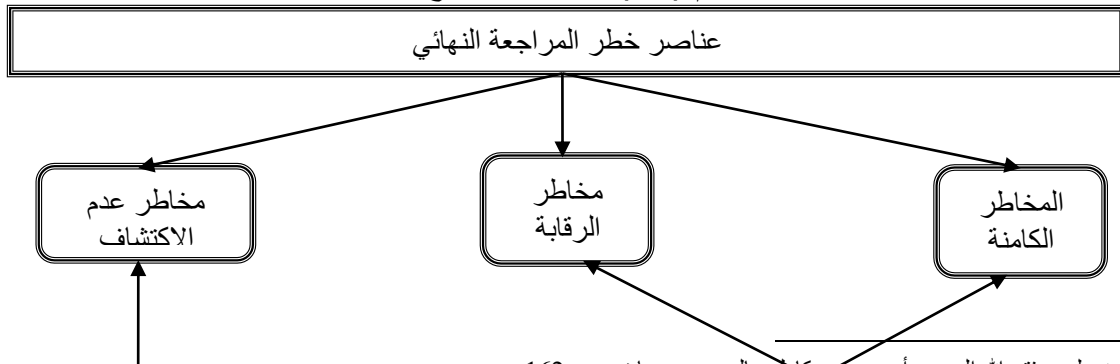 عناصر خطر المراجعة النهائي
المخاطر
الكامنة
مخاطر
الرقابة
مخاطر عدم
الاكتشاف